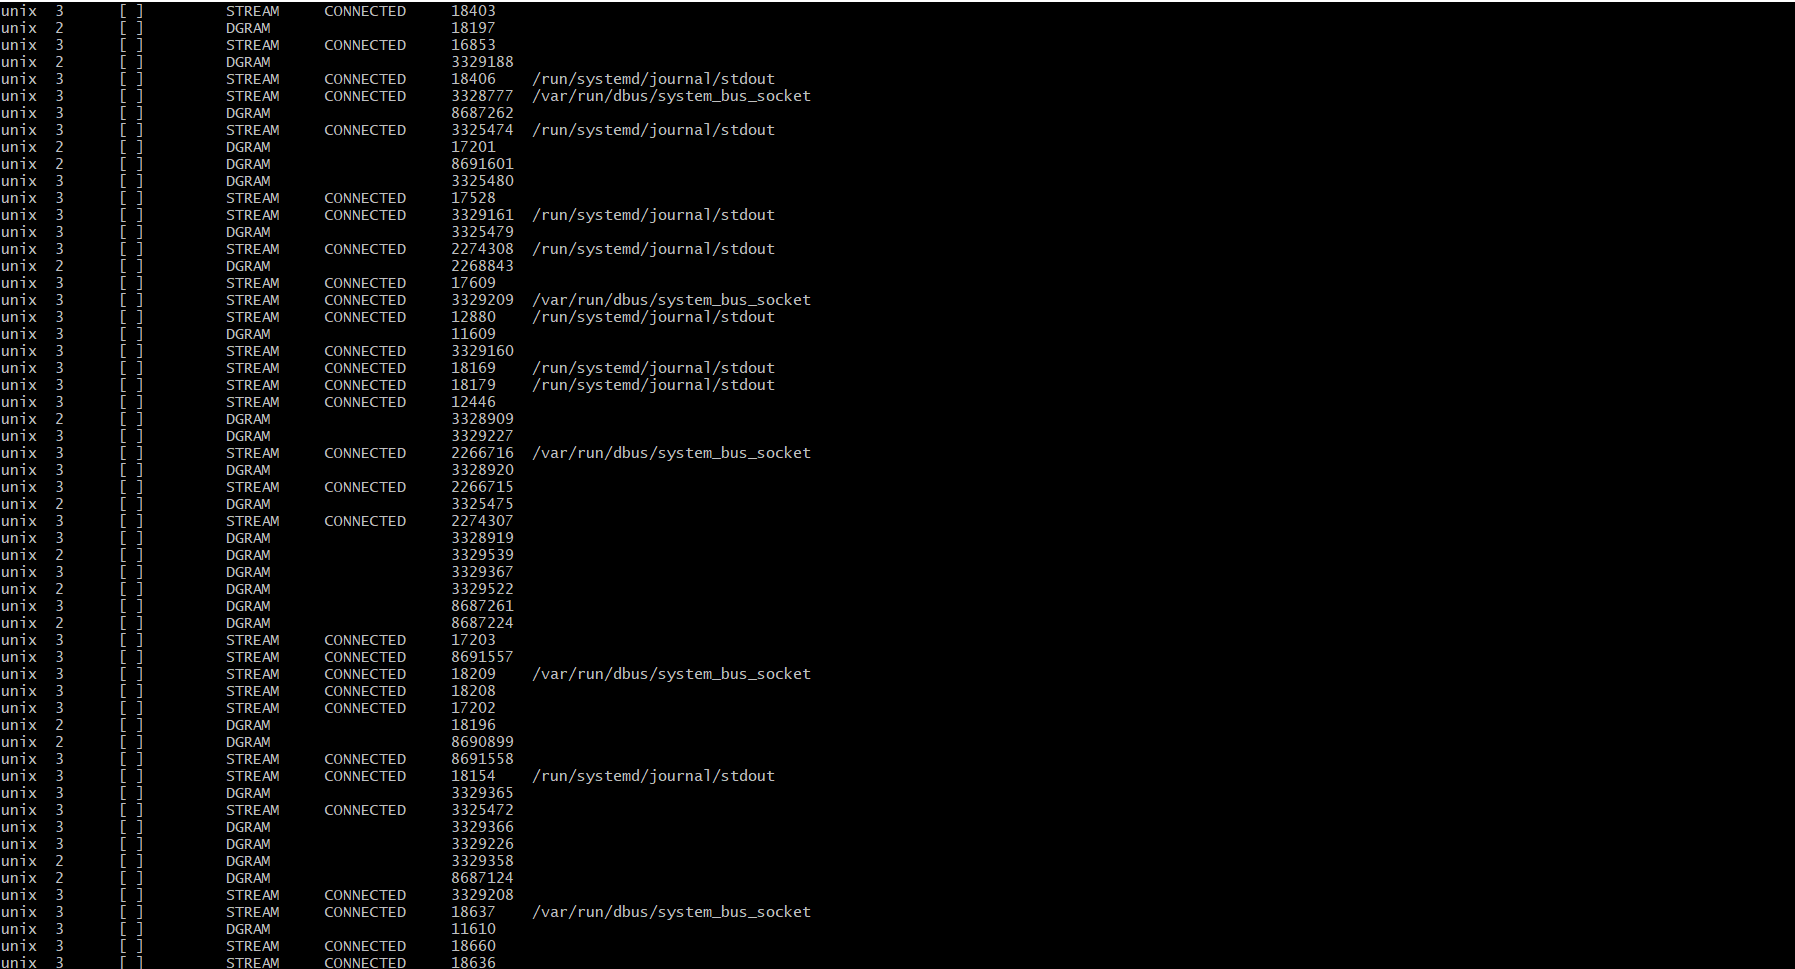 unix  3      [ ]         STREAM     CONNECTED     18403
unix  2      [ ]         DGRAM                    18197
unix  3      [ ]         STREAM     CONNECTED     16853
unix  2      [ ]         DGRAM                    3329188
unix  3      [ ]         STREAM     CONNECTED     18406    /run/systemd/journal/stdout
unix  3      [ ]         STREAM     CONNECTED     3328777  /var/run/dbus/system_bus_socket
unix  3      [ ]         DGRAM                    8687262
unix  3      [ ]         STREAM     CONNECTED     3325474  /run/systemd/journal/stdout
unix  2      [ ]         DGRAM                    17201
unix  2      [ ]         DGRAM                    8691601
unix  3      [ ]         DGRAM                    3325480
unix  3      [ ]         STREAM     CONNECTED     17528
unix  3      [ ]         STREAM     CONNECTED     3329161  /run/systemd/journal/stdout
unix  3      [ ]         DGRAM                    3325479
unix  3      [ ]         STREAM     CONNECTED     2274308  /run/systemd/journal/stdout
unix  2      [ ]         DGRAM                    2268843
unix  3      [ ]         STREAM     CONNECTED     17609
unix  3      [ ]         STREAM     CONNECTED     3329209  /var/run/dbus/system_bus_socket
unix  3      [ ]         STREAM     CONNECTED     12880    /run/systemd/journal/stdout
unix  3      [ ]         DGRAM                    11609
unix  3      [ ]         STREAM     CONNECTED     3329160
unix  3      [ ]         STREAM     CONNECTED     18169    /run/systemd/journal/stdout
unix  3      [ ]         STREAM     CONNECTED     18179    /run/systemd/journal/stdout
unix  3      [ ]         STREAM     CONNECTED     12446
unix  2      [ ]         DGRAM                    3328909
unix  3      [ ]         DGRAM                    3329227
unix  3      [ ]         STREAM     CONNECTED     2266716  /var/run/dbus/system_bus_socket
unix  3      [ ]         DGRAM                    3328920
unix  3      [ ]         STREAM     CONNECTED     2266715
unix  2      [ ]         DGRAM                    3325475
unix  3      [ ]         STREAM     CONNECTED     2274307
unix  3      [ ]         DGRAM                    3328919
unix  2      [ ]         DGRAM                    3329539
unix  3      [ ]         DGRAM                    3329367
unix  2      [ ]         DGRAM                    3329522
unix  3      [ ]         DGRAM                    8687261
unix  2      [ ]         DGRAM                    8687224
unix  3      [ ]         STREAM     CONNECTED     17203
unix  3      [ ]         STREAM     CONNECTED     8691557
unix  3      [ ]         STREAM     CONNECTED     18209    /var/run/dbus/system_bus_socket
unix  3      [ ]         STREAM     CONNECTED     18208
unix  3      [ ]         STREAM     CONNECTED     17202
unix  2      [ ]         DGRAM                    18196
unix  2      [ ]         DGRAM                    8690899
unix  3      [ ]         STREAM     CONNECTED     8691558
unix  3      [ ]         STREAM     CONNECTED     18154    /run/systemd/journal/stdout
unix  3      [ ]         DGRAM                    3329365
unix  3      [ ]         STREAM     CONNECTED     3325472
unix  3      [ ]         DGRAM                    3329366
unix  3      [ ]         DGRAM                    3329226
unix  2      [ ]         DGRAM                    3329358
unix  2      [ ]         DGRAM                    8687124
unix  3      [ ]         STREAM     CONNECTED     3329208
unix  3      [ ]         STREAM     CONNECTED     18637    /var/run/dbus/system_bus_socket
unix  3      [ ]         DGRAM                    11610
unix  3      [ ]         STREAM     CONNECTED     18660
unix  3      [ ]         STREAM     CONNECTED     18636